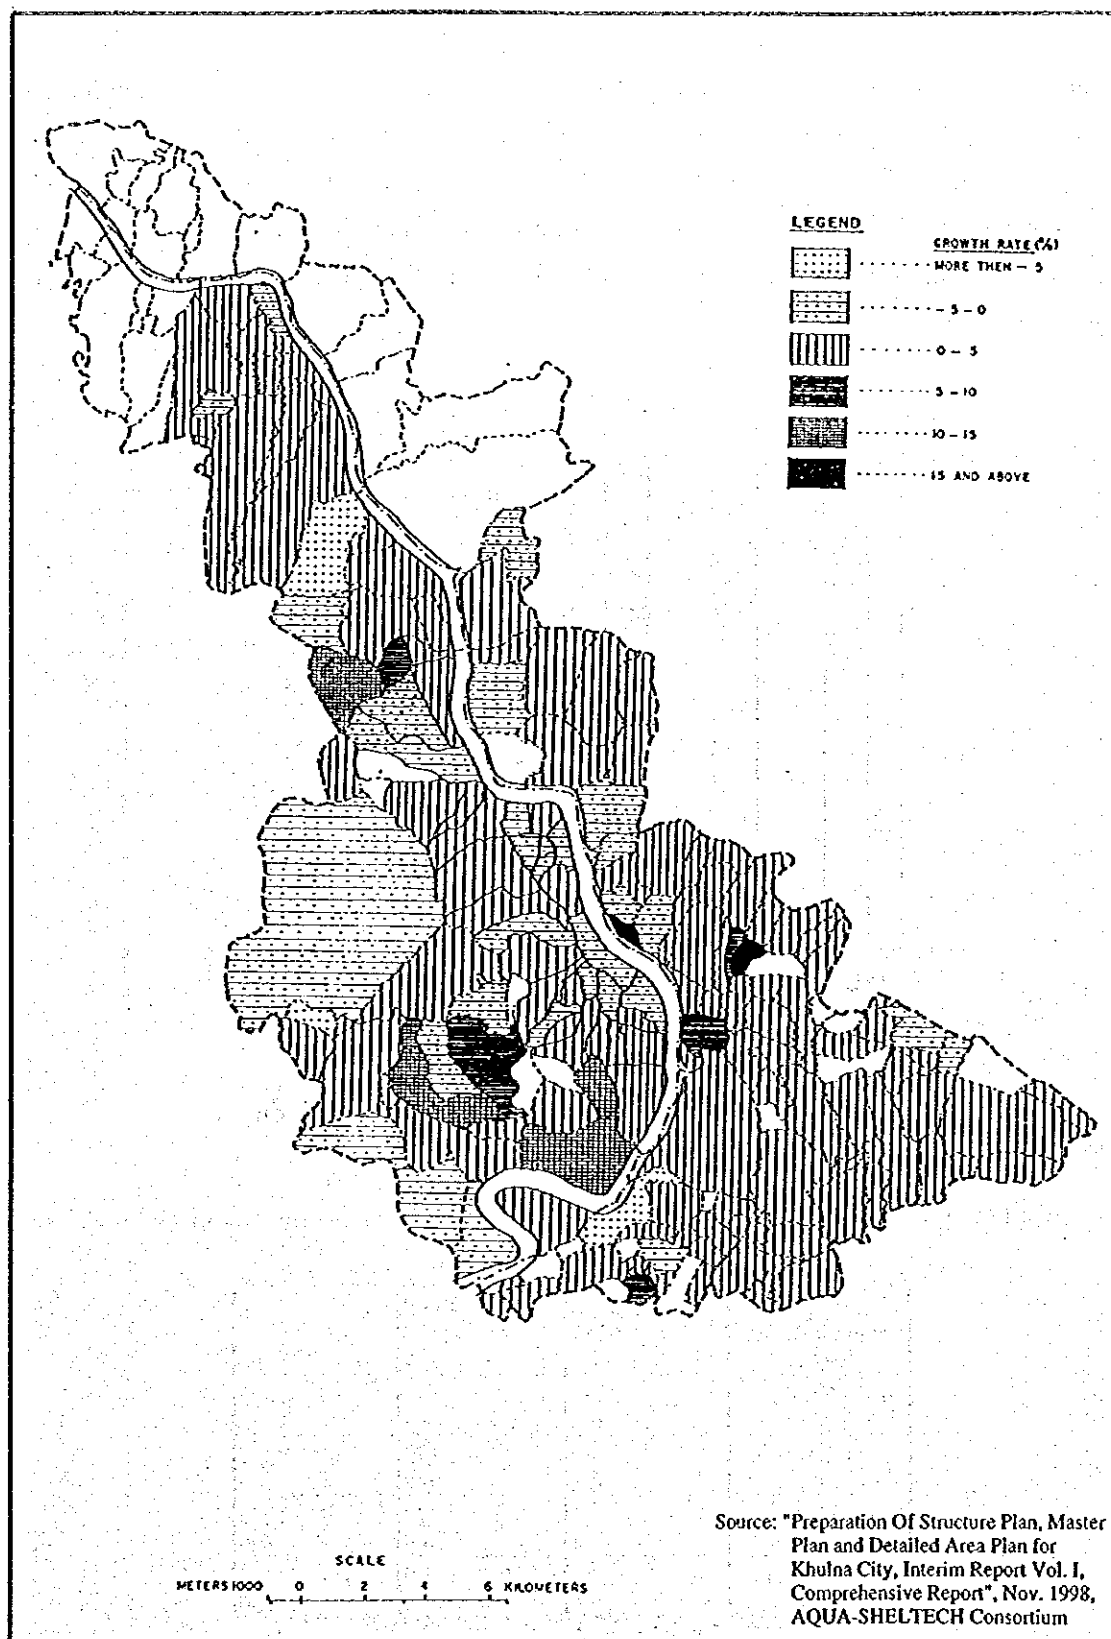 LEGEND
GROWTH RATE (%)
MORE THEN - 5
- 5 - 0
0 - 5
5 - 10
10 - 15
15 AND ABOVE
Source: "Preparation Of Structure Plan, Master
Plan and Detailed Area Plan for
Khulna City, Interim Report Vol. I,
Comprehensive Report", Nov. 1998,
AQUA-SHELTECH Consortium
SCALE
METERS 1000 0 2 4 6 KILOMETERS